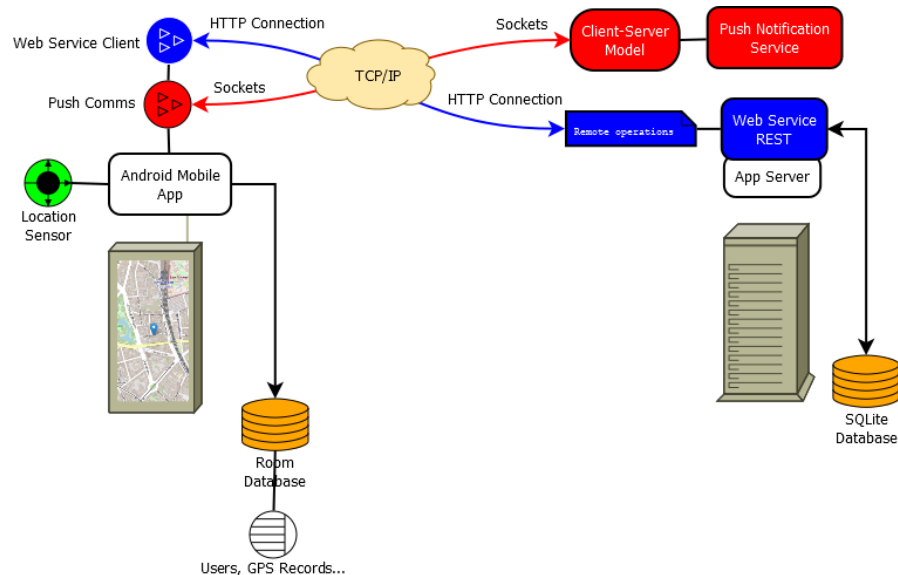 HTTP Connection
Sockets
Web Service Client
Client-Server
Model
Push Notification
Service
TCP/IP
Push Comms
Sockets
HTTP Connection
Remote operations
Web Service
REST
App Server
Android Mobile
App
Location
Sensor
SQLite
Database
Room
Database
Users, GPS Records...